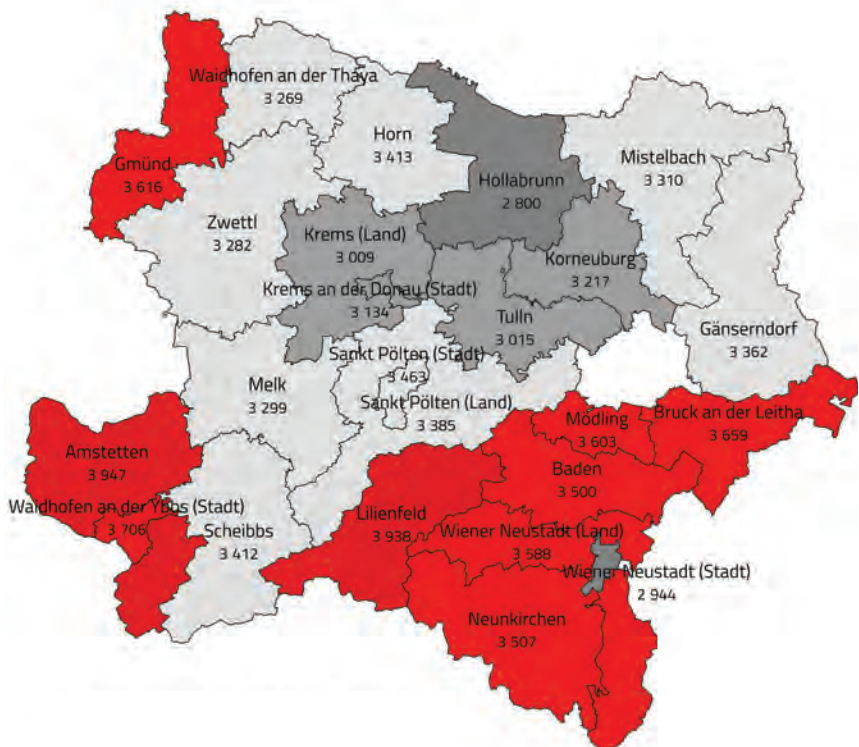 Waidhofen an der Thaya
3 269
Horn
3 413
Gmünd
3 616
Mistelbach
3 310
Hollabrunn
2 800
Zwettl
3 282
Krems (Land)
3 009
Korneuburg
3 217
Krems an der Donau (Stadt)
3 134
Tulln
3 015
Gänserndorf
3 362
Sankt Pölten (Stadt)
3 463
Melk
3 299
Sankt Pölten (Land)
3 385
Mödling
3 603
Bruck an der Leitha
3 659
Amstetten
3 947
Baden
3 500
Waidhofen an der Ybbs (Stadt)
3 706
Scheibbs
3 412
Lilienfeld
3 938
Wiener Neustadt (Land)
3 588
Wiener Neustadt (Stadt)
2 944
Neunkirchen
3 507